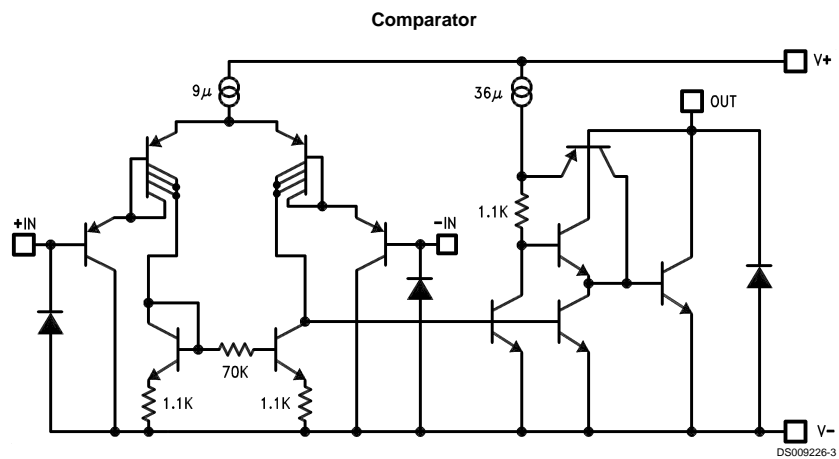 Comparator
V+
9μ
36μ
OUT
1.1K
+IN
-IN
70K
1.1K
1.1K
V-
DS009226-3